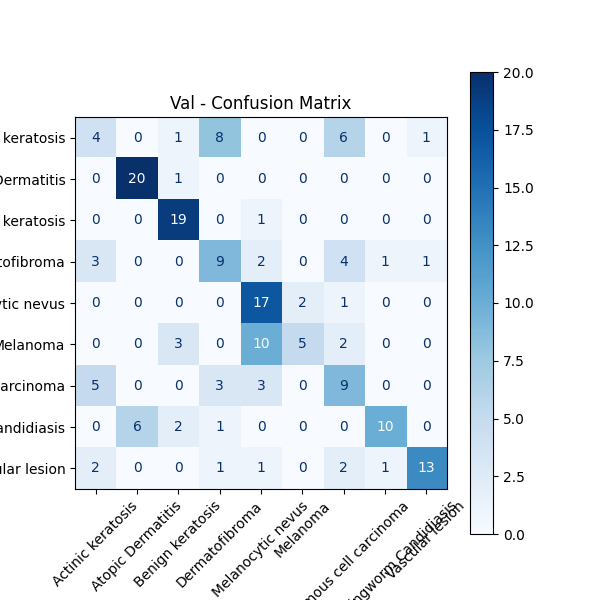 Val - Confusion Matrix
keratosis 4 0 1 8 0 0 6 0 1
Dermatitis 0 20 1 0 0 0 0 0 0
keratosis 0 0 19 0 1 0 0 0 0
tofibroma 3 0 0 9 2 0 4 1 1
ytic nevus 0 0 0 0 17 2 1 0 0
Melanoma 0 0 3 0 10 5 2 0 0
arcinoma 5 0 0 3 3 0 9 0 0
andidiasis 0 6 2 1 0 0 0 10 0
ular lesion 2 0 0 1 1 0 2 1 13
Actinic keratosis
Atopic Dermatitis
Benign keratosis
Dermatofibroma
Melanocytic nevus
Melanoma
mous cell carcinoma
ngworm Candidiasis
Vascular lesion
20.0
17.5
15.0
12.5
10.0
7.5
5.0
2.5
0.0